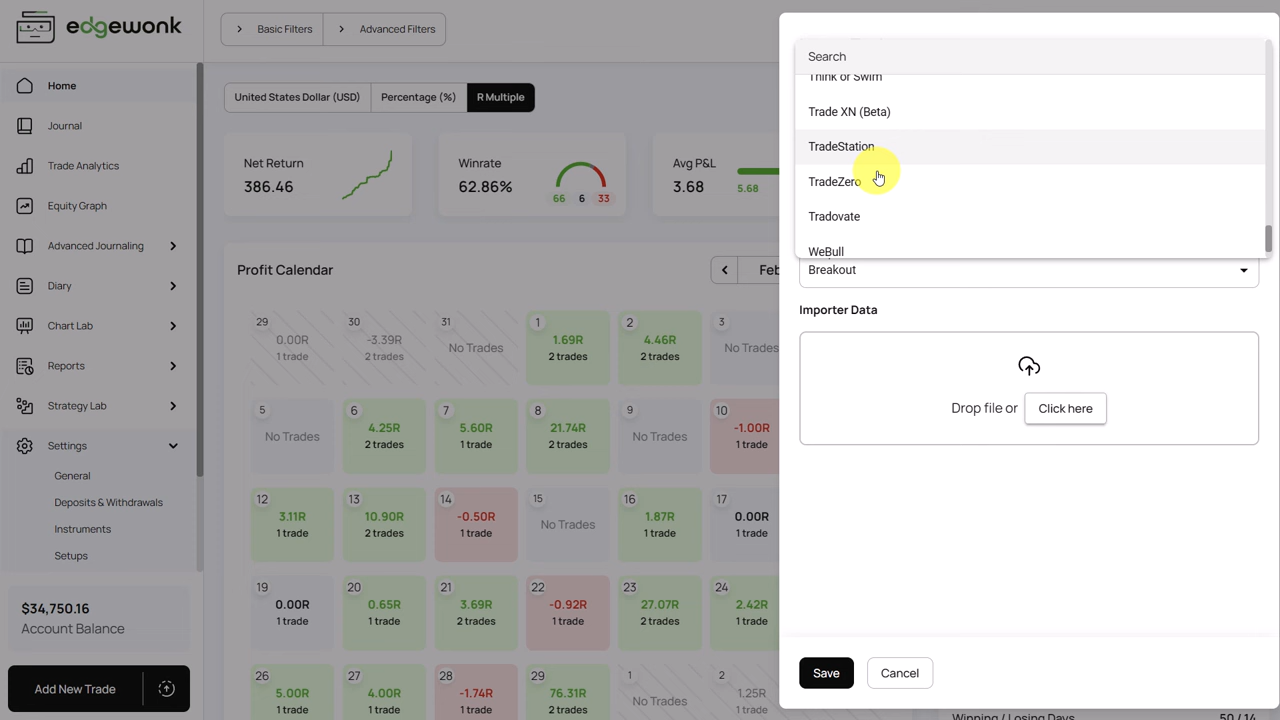 edgewonk
Home
Journal
Trade Analytics
Equity Graph
Advanced Journaling
Diary
Chart Lab
Reports
Strategy Lab
Settings
General
Deposits & Withdrawals
Instruments
Setups
$34,750.16
Account Balance
Add New Trade
Basic Filters
Advanced Filters
United States Dollar (USD)
Percentage (%)
R Multiple
Net Return
386.46
Winrate
62.86%
66 6 33
Avg P&L
3.68
5.68
Profit Calendar
Feb
29 30 31 1 2 3
0.00R -3.39R No Trades 1.69R 4.46R No Trades
1 trade 2 trades 2 trades 2 trades
5 6 7 8 9 10
No Trades 4.25R 5.60R 21.74R No Trades -1.00R
2 trades 1 trade 2 trades 1 trade
12 13 14 15 16 17
3.11R 10.90R -0.50R No Trades 1.87R 0.00R
1 trade 2 trades 1 trade 1 trade 1 trade
19 20 21 22 23 24
0.00R 0.65R 3.69R -0.92R 27.07R 2.42R
1 trade 1 trade 2 trades 1 trade 2 trades 1 trade
26 27 28 29 1 2
5.00R 4.00R -1.74R 76.31R No Trades 1.25R
1 trade 1 trade 1 trade 2 trades 1 trade
Search
Think or Swim
Trade XN (Beta)
TradeStation
TradeZero
Tradovate
WeBull
Breakout
Importer Data
Drop file or Click here
Save
Cancel
Winning / Losing Days 50 / 14